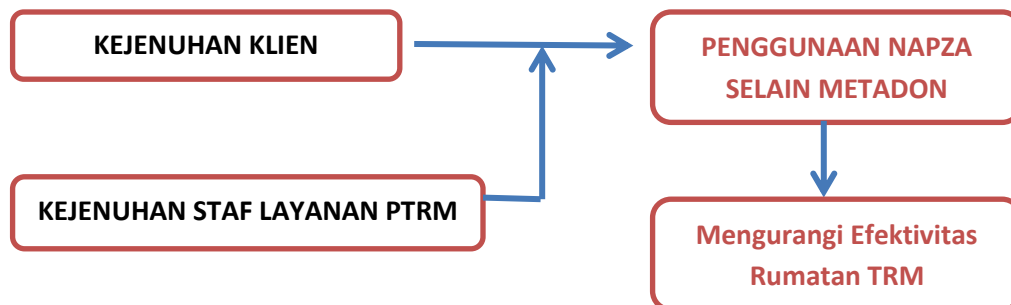 KEJENUHAN KLIEN
PENGGUNAAN NAPZA
SELAIN METADON
KEJENUHAN STAF LAYANAN PTRM
Mengurangi Efektivitas
Rumatan TRM